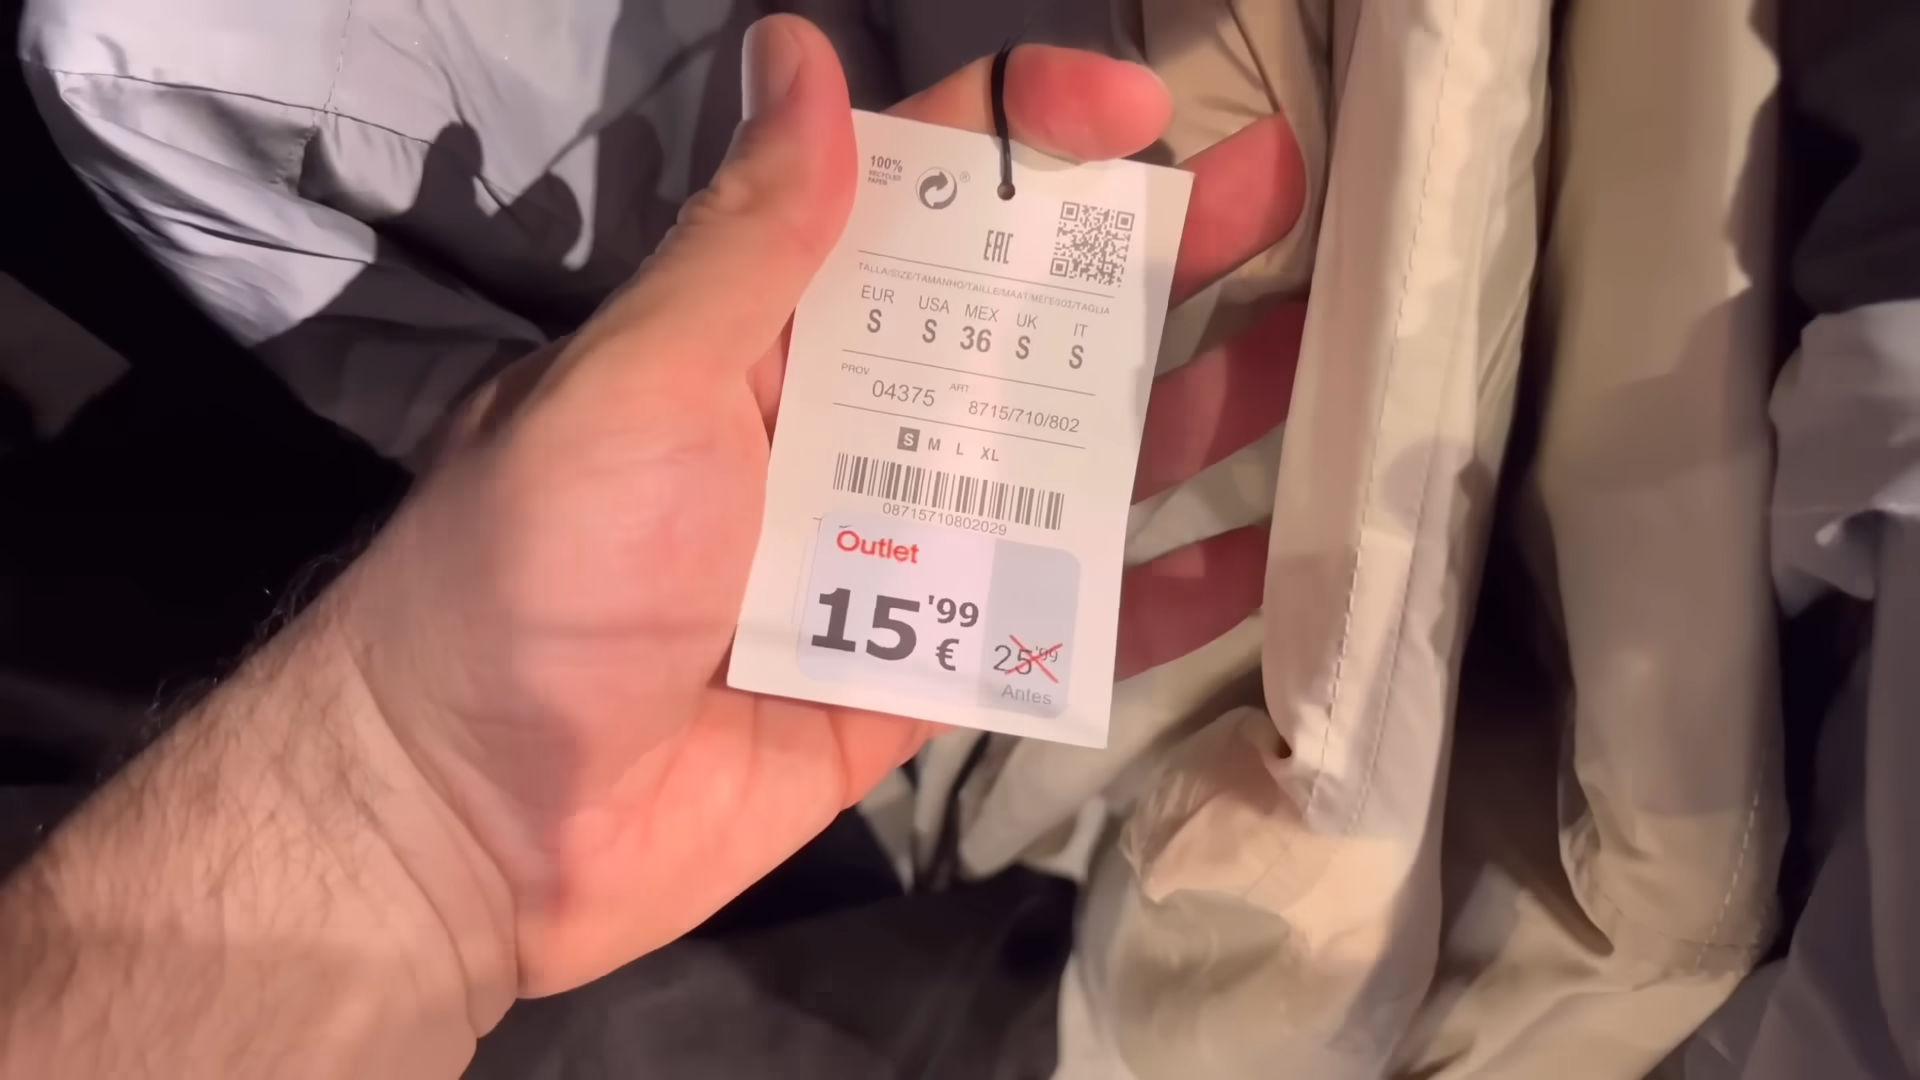 100%
RECYCLED
PAPER
®
EAC
TALLA/SIZE/TAMANHO/TAILLE/MAAT/MÉRET/TAGLIA
EUR USA MEX UK IT
S S 36 S S
PROV 04375 ART 8715/710/802
S M L XL
08715710802029
Outlet
15'99 €
25'99
Antes